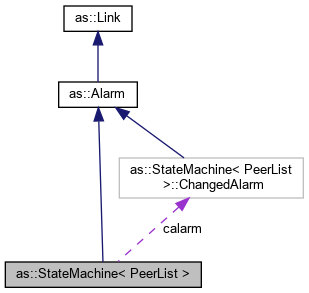 as::Link
as::Alarm
as::StateMachine< PeerList
>::ChangedAlarm
calarm
as::StateMachine< PeerList >